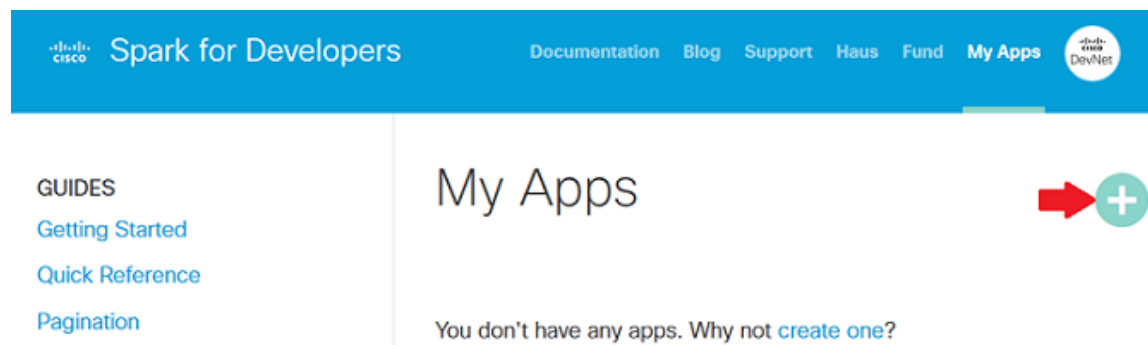 CISCO Spark for Developers
Documentation Blog Support Haus Fund My Apps
CISCO
DevNet
GUIDES
Getting Started
Quick Reference
Pagination
My Apps
You don't have any apps. Why not create one?